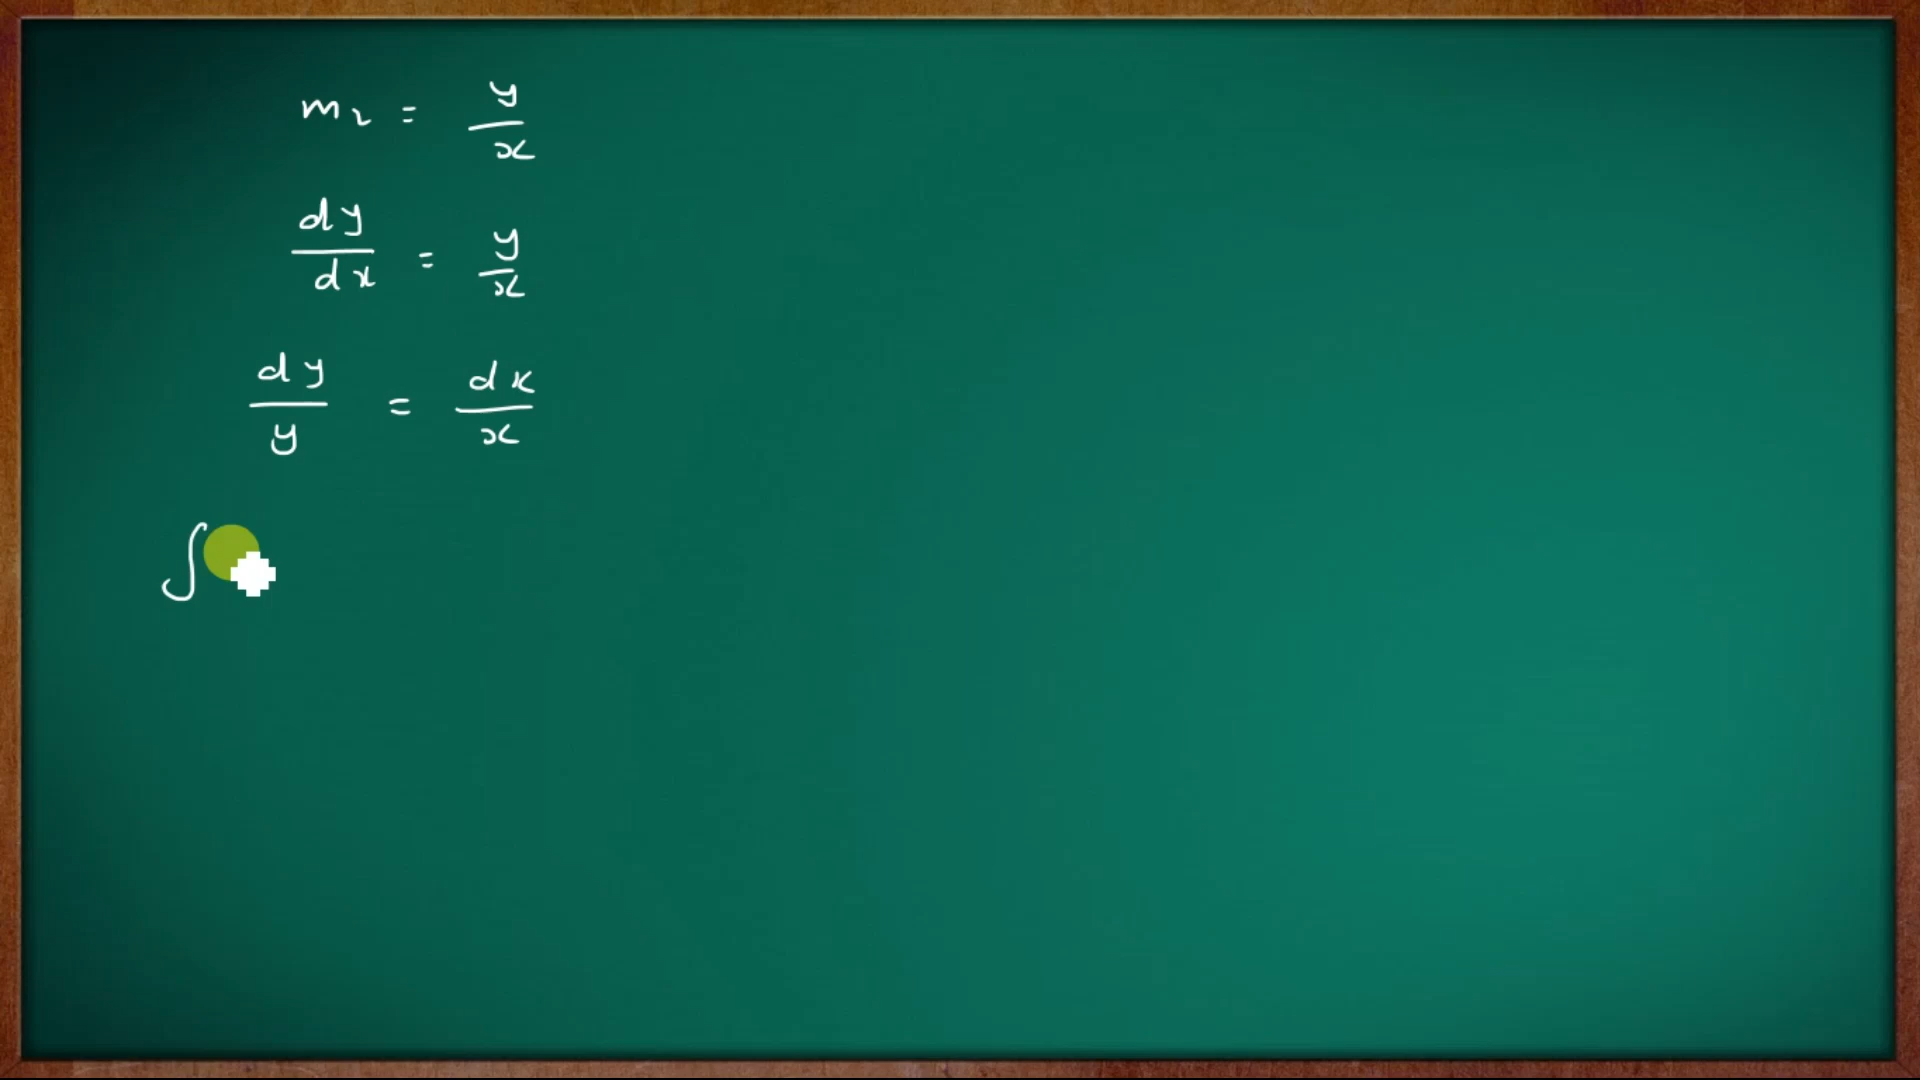 m₂ = y/x
dy/dx = y/x
dy/y = dx/x
∫